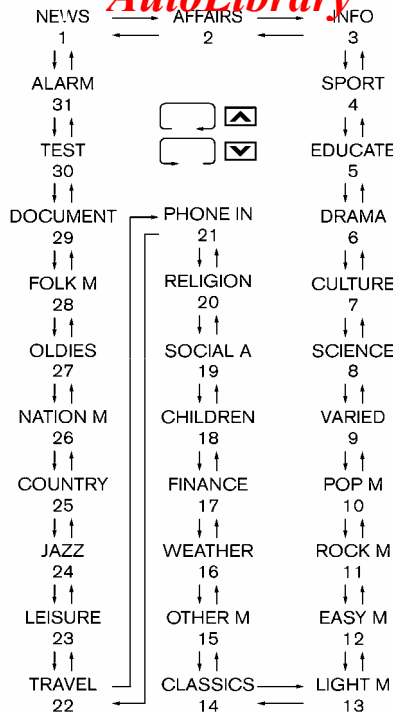 AutoLibrary
NEWS AFFAIRS INFO
1 2 3
ALARM SPORT
31 4
TEST EDUCATE
30 5
DOCUMENT PHONE IN DRAMA
29 21 6
FOLK M RELIGION CULTURE
28 20 7
OLDIES SOCIAL A SCIENCE
27 19 8
NATION M CHILDREN VARIED
26 18 9
COUNTRY FINANCE POP M
25 17 10
JAZZ WEATHER ROCK M
24 16 11
LEISURE OTHER M EASY M
23 15 12
TRAVEL CLASSICS LIGHT M
22 14 13